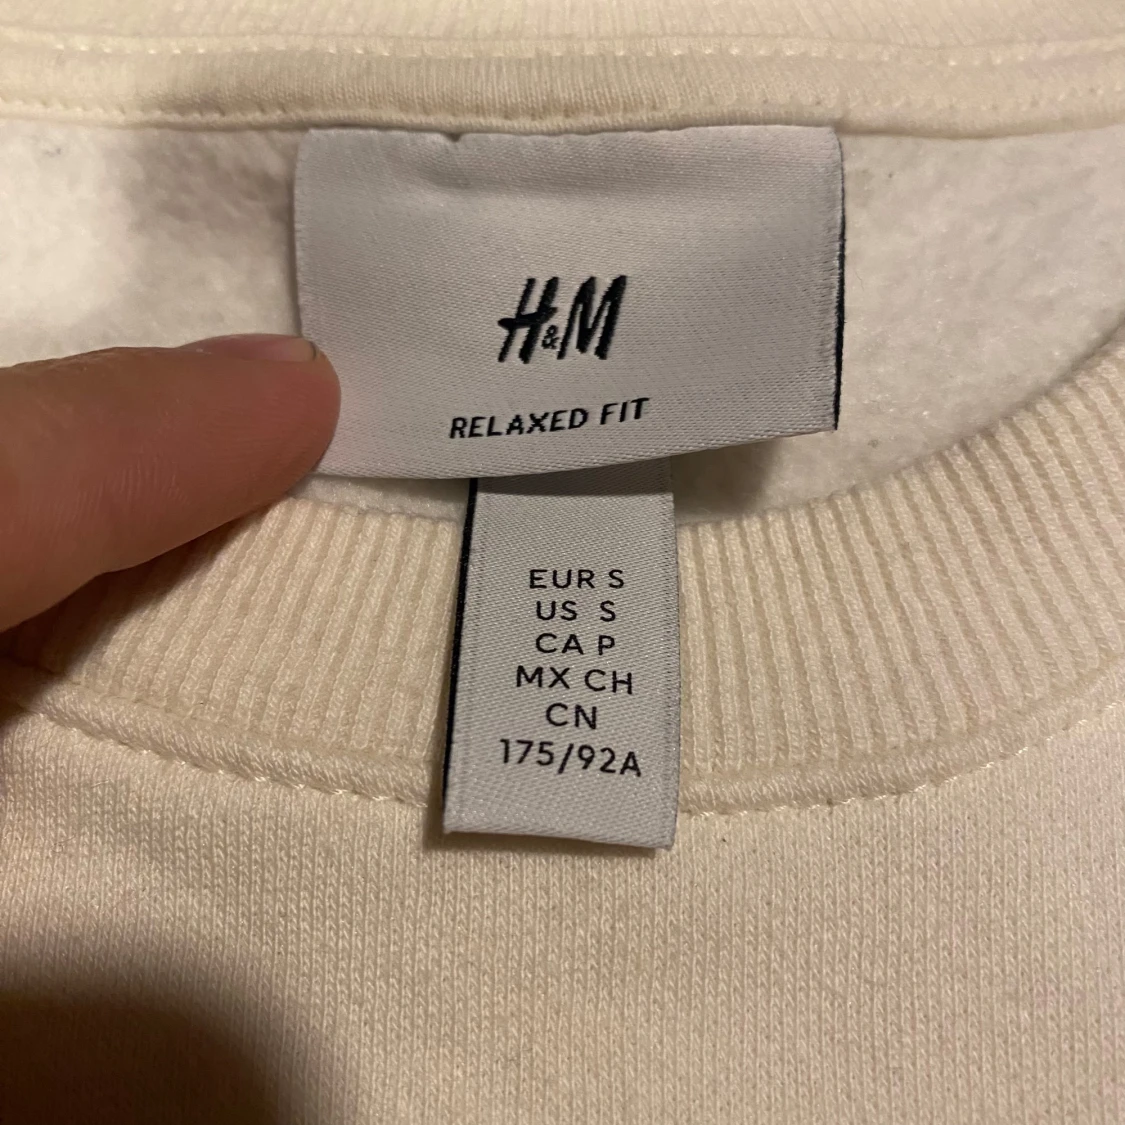 H&M
RELAXED FIT
EUR S
US S
CA P
MX CH
CN
175/92A